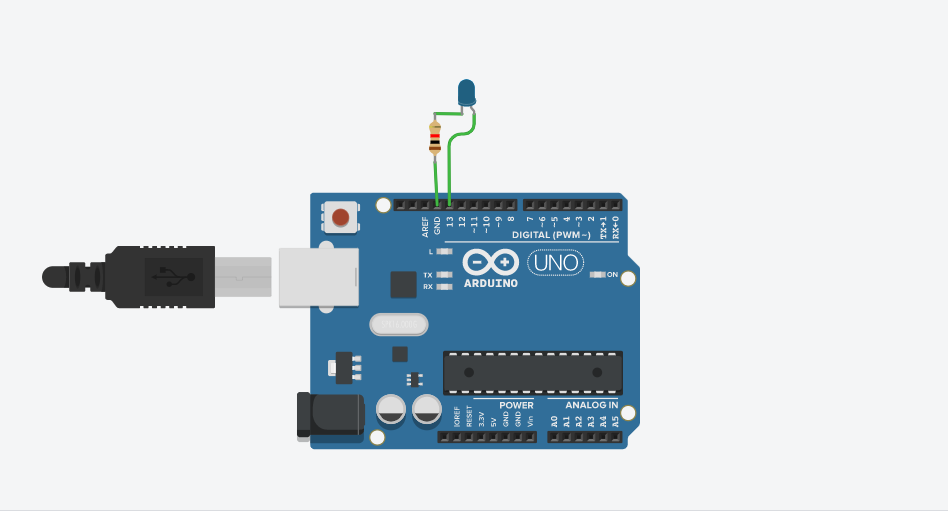 AREF
GND
13
12
~11
~10
~9
8
7
~6
~5
4
~3
2
TX→1
RX←0
DIGITAL (PWM~)
L
TX
RX
ARDUINO
UNO
ON
POWER
ANALOG IN
IOREF
RESET
3.3V
5V
GND
GND
Vin
A0
A1
A2
A3
A4
A5